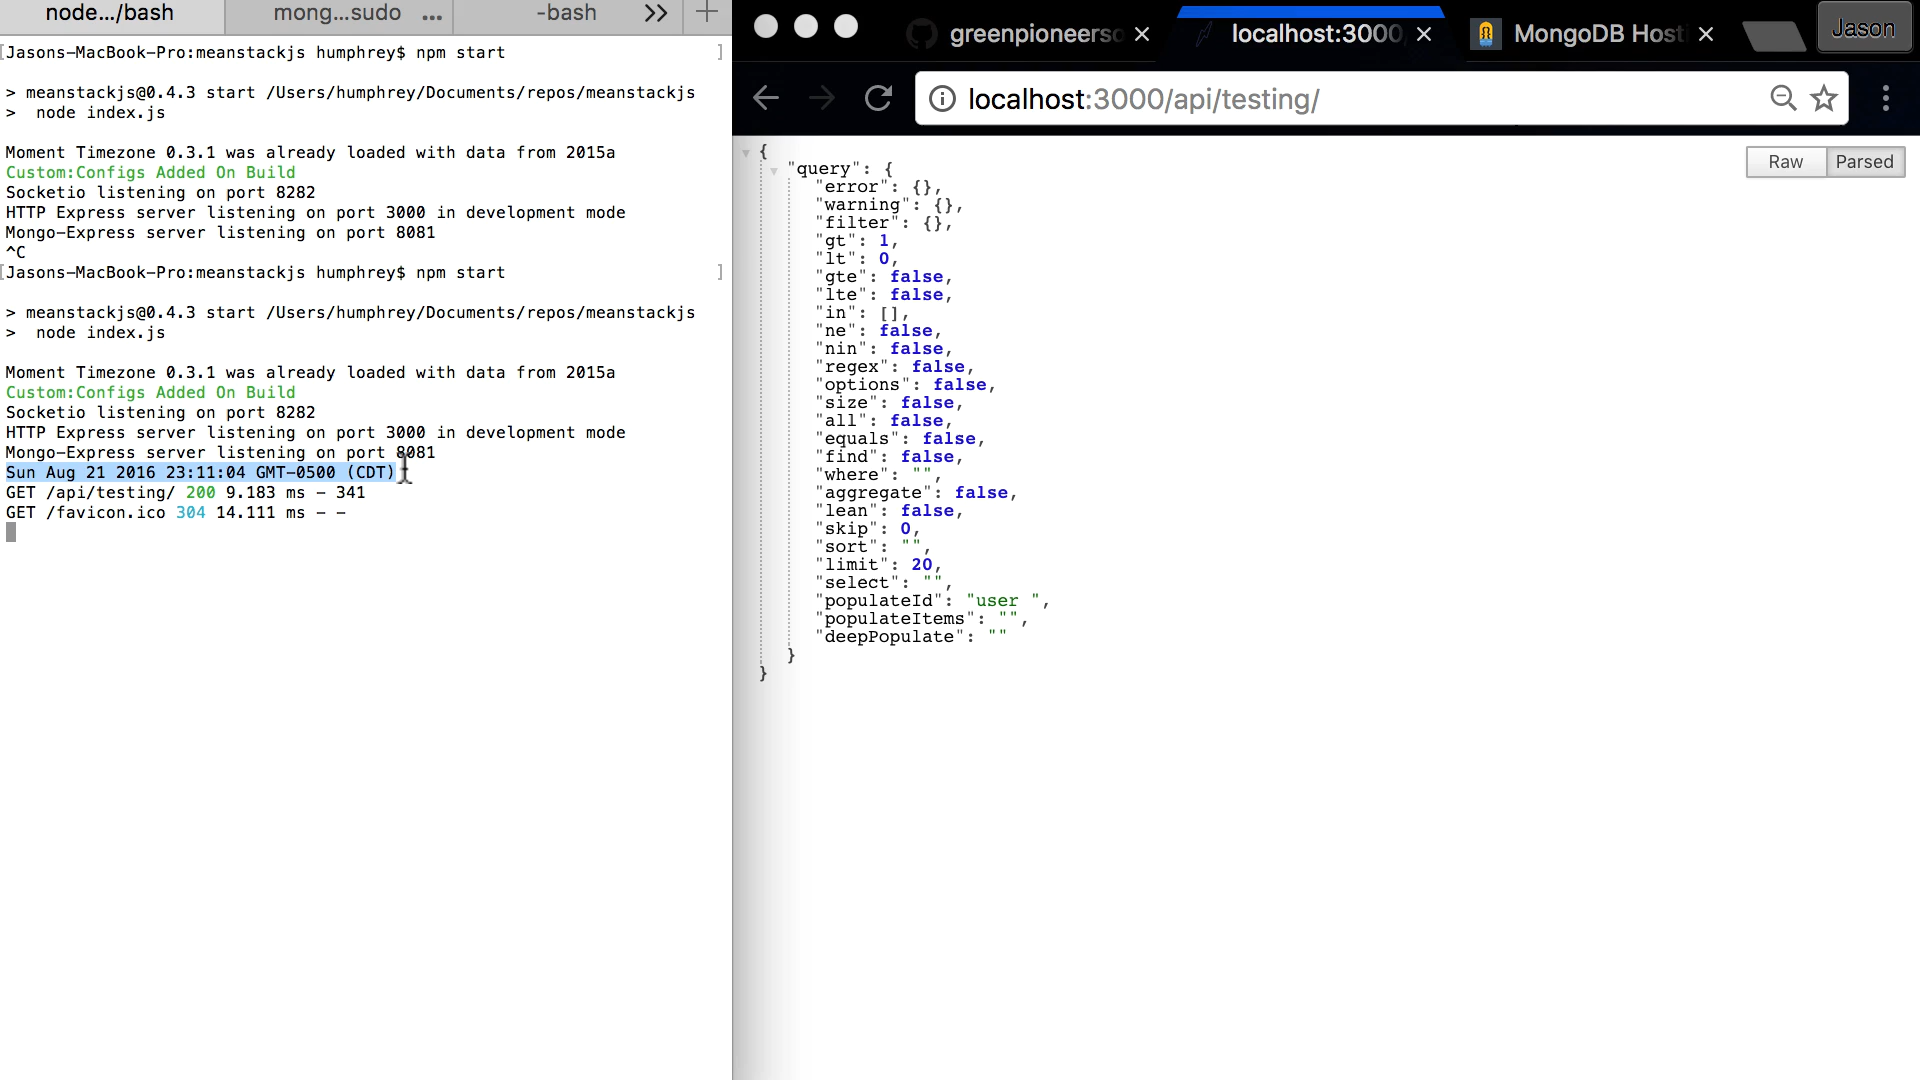 node.../bash
mong...sudo ...
-bash
[Jasons-MacBook-Pro:meanstackjs humphrey$ npm start ]
> meanstackjs@0.4.3 start /Users/humphrey/Documents/repos/meanstackjs
> node index.js
Moment Timezone 0.3.1 was already loaded with data from 2015a
Custom:Configs Added On Build
Socketio listening on port 8282
HTTP Express server listening on port 3000 in development mode
Mongo-Express server listening on port 8081
^C
[Jasons-MacBook-Pro:meanstackjs humphrey$ npm start ]
> meanstackjs@0.4.3 start /Users/humphrey/Documents/repos/meanstackjs
> node index.js
Moment Timezone 0.3.1 was already loaded with data from 2015a
Custom:Configs Added On Build
Socketio listening on port 8282
HTTP Express server listening on port 3000 in development mode
Mongo-Express server listening on port 8081
Sun Aug 21 2016 23:11:04 GMT-0500 (CDT)
GET /api/testing/ 200 9.183 ms - 341
GET /favicon.ico 304 14.111 ms - -
greenpioneerso
localhost:3000
MongoDB Hosti
Jason
localhost:3000/api/testing/
Raw
Parsed
{
"query": {
"error": {},
"warning": {},
"filter": {},
"gt": 1,
"lt": 0,
"gte": false,
"lte": false,
"in": [],
"ne": false,
"nin": false,
"regex": false,
"options": false,
"size": false,
"all": false,
"equals": false,
"find": false,
"where": "",
"aggregate": false,
"lean": false,
"skip": 0,
"sort": "",
"limit": 20,
"select": "",
"populateId": "user ",
"populateItems": "",
"deepPopulate": ""
}
}